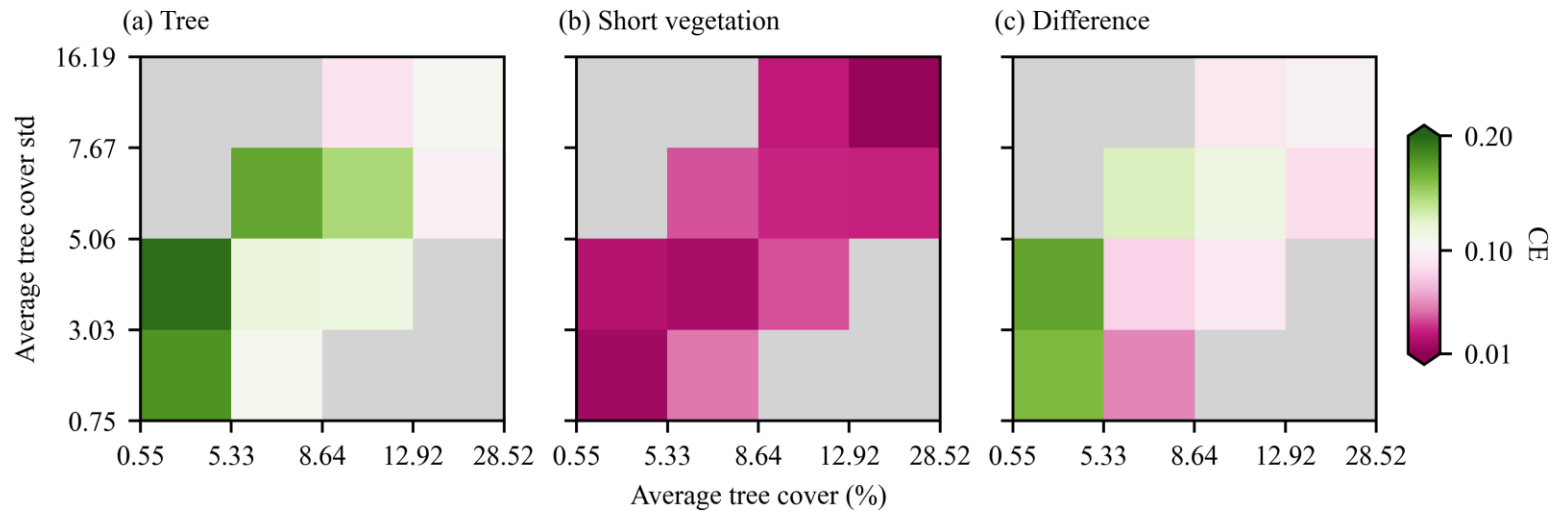 (a) Tree
(b) Short vegetation
(c) Difference
Average tree cover std
16.19
7.67
5.06
3.03
0.75
0.55 5.33 8.64 12.92 28.52
0.55 5.33 8.64 12.92 28.52
0.55 5.33 8.64 12.92 28.52
Average tree cover (%)
0.20
0.10
0.01
CE